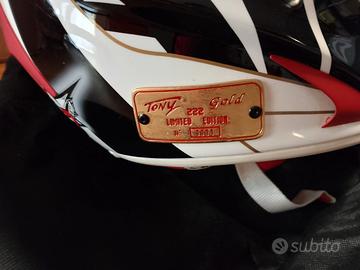 Tony 222 Gold
LIMITED EDITION
N°
subito